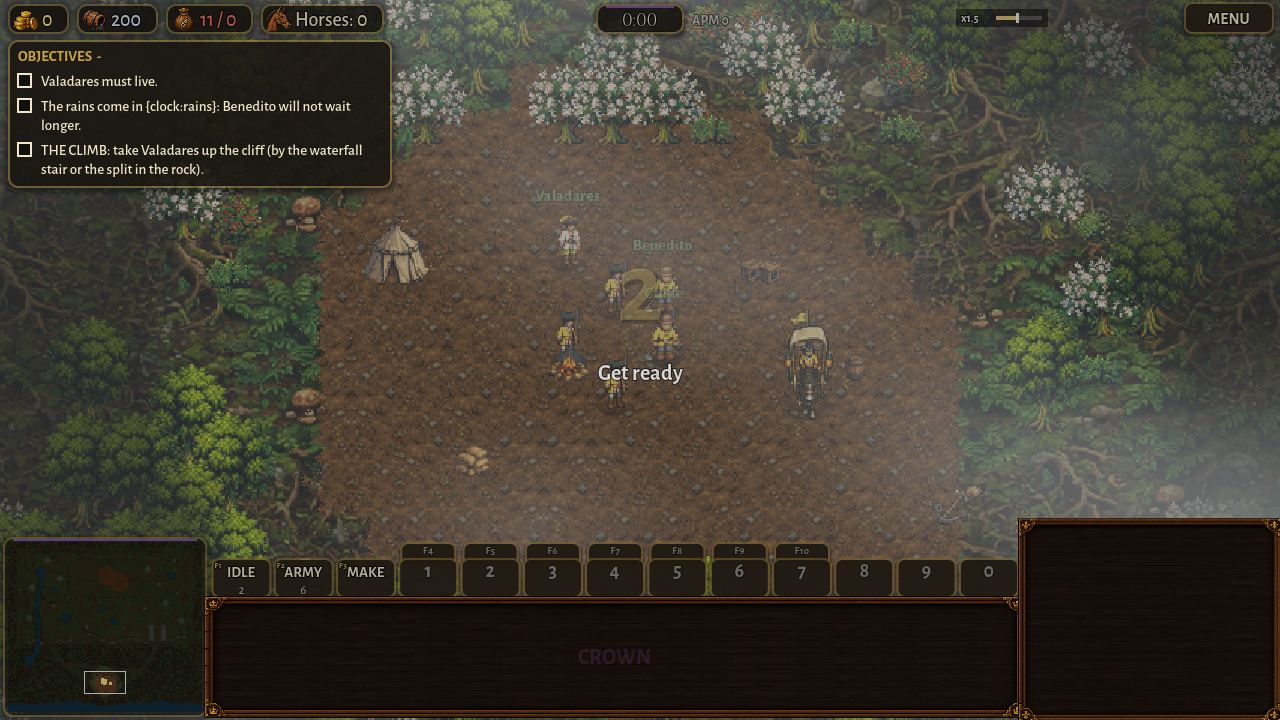 0
200
11 / 0
Horses: 0
0:00
APM 0
x1.5
MENU
OBJECTIVES -
Valadares must live.
The rains come in {clock:rains}: Benedito will not wait
longer.
THE CLIMB: take Valadares up the cliff (by the waterfall
stair or the split in the rock).
Valadares
Benedito
2
Get ready
F1 IDLE 2
F2 ARMY 6
F3 MAKE
F4 1
F5 2
F6 3
F7 4
F8 5
F9 6
F10 7
8
9
0
CROWN